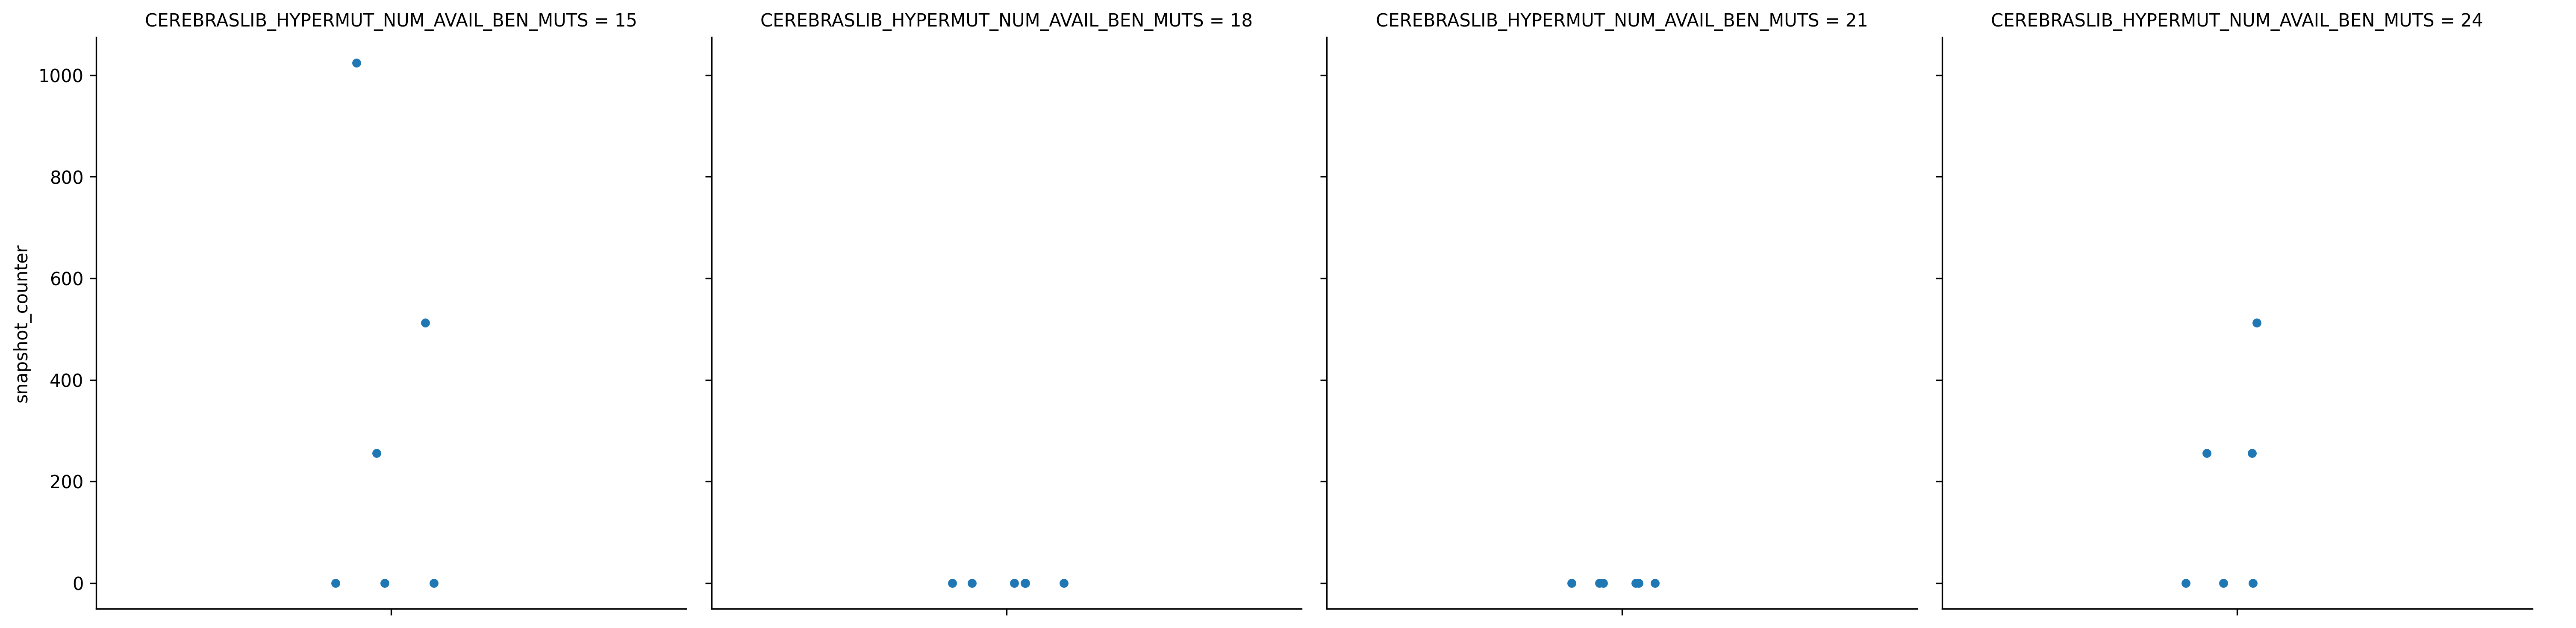 CEREBRASLIB_HYPERMUT_NUM_AVAIL_BEN_MUTS = 15
CEREBRASLIB_HYPERMUT_NUM_AVAIL_BEN_MUTS = 18
CEREBRASLIB_HYPERMUT_NUM_AVAIL_BEN_MUTS = 21
CEREBRASLIB_HYPERMUT_NUM_AVAIL_BEN_MUTS = 24
snapshot_counter
1000
800
600
400
200
0